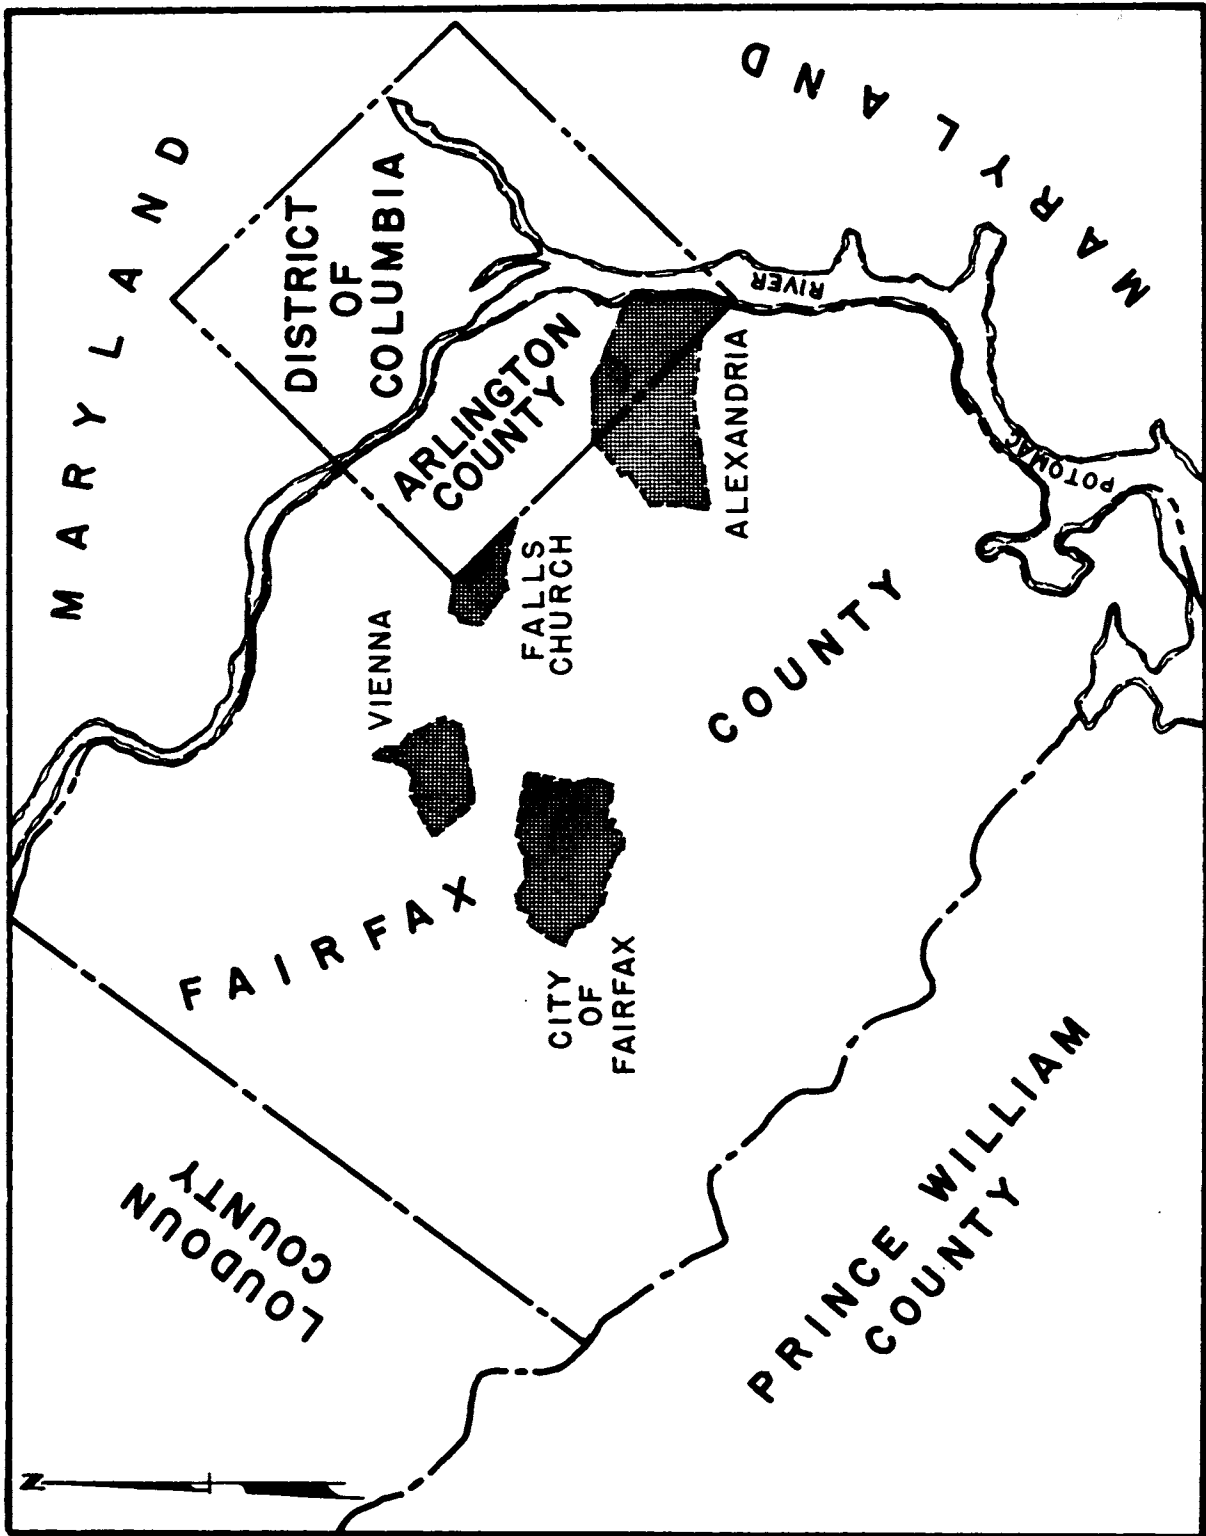 MARYLAND
MARYLAND
DISTRICT
OF
COLUMBIA
ARLINGTON
COUNTY
RIVER
ALEXANDRIA
POTOMAC
FALLS
CHURCH
VIENNA
FAIRFAX
COUNTY
CITY
OF
FAIRFAX
LOUDOUN
COUNTY
PRINCE WILLIAM
COUNTY
N